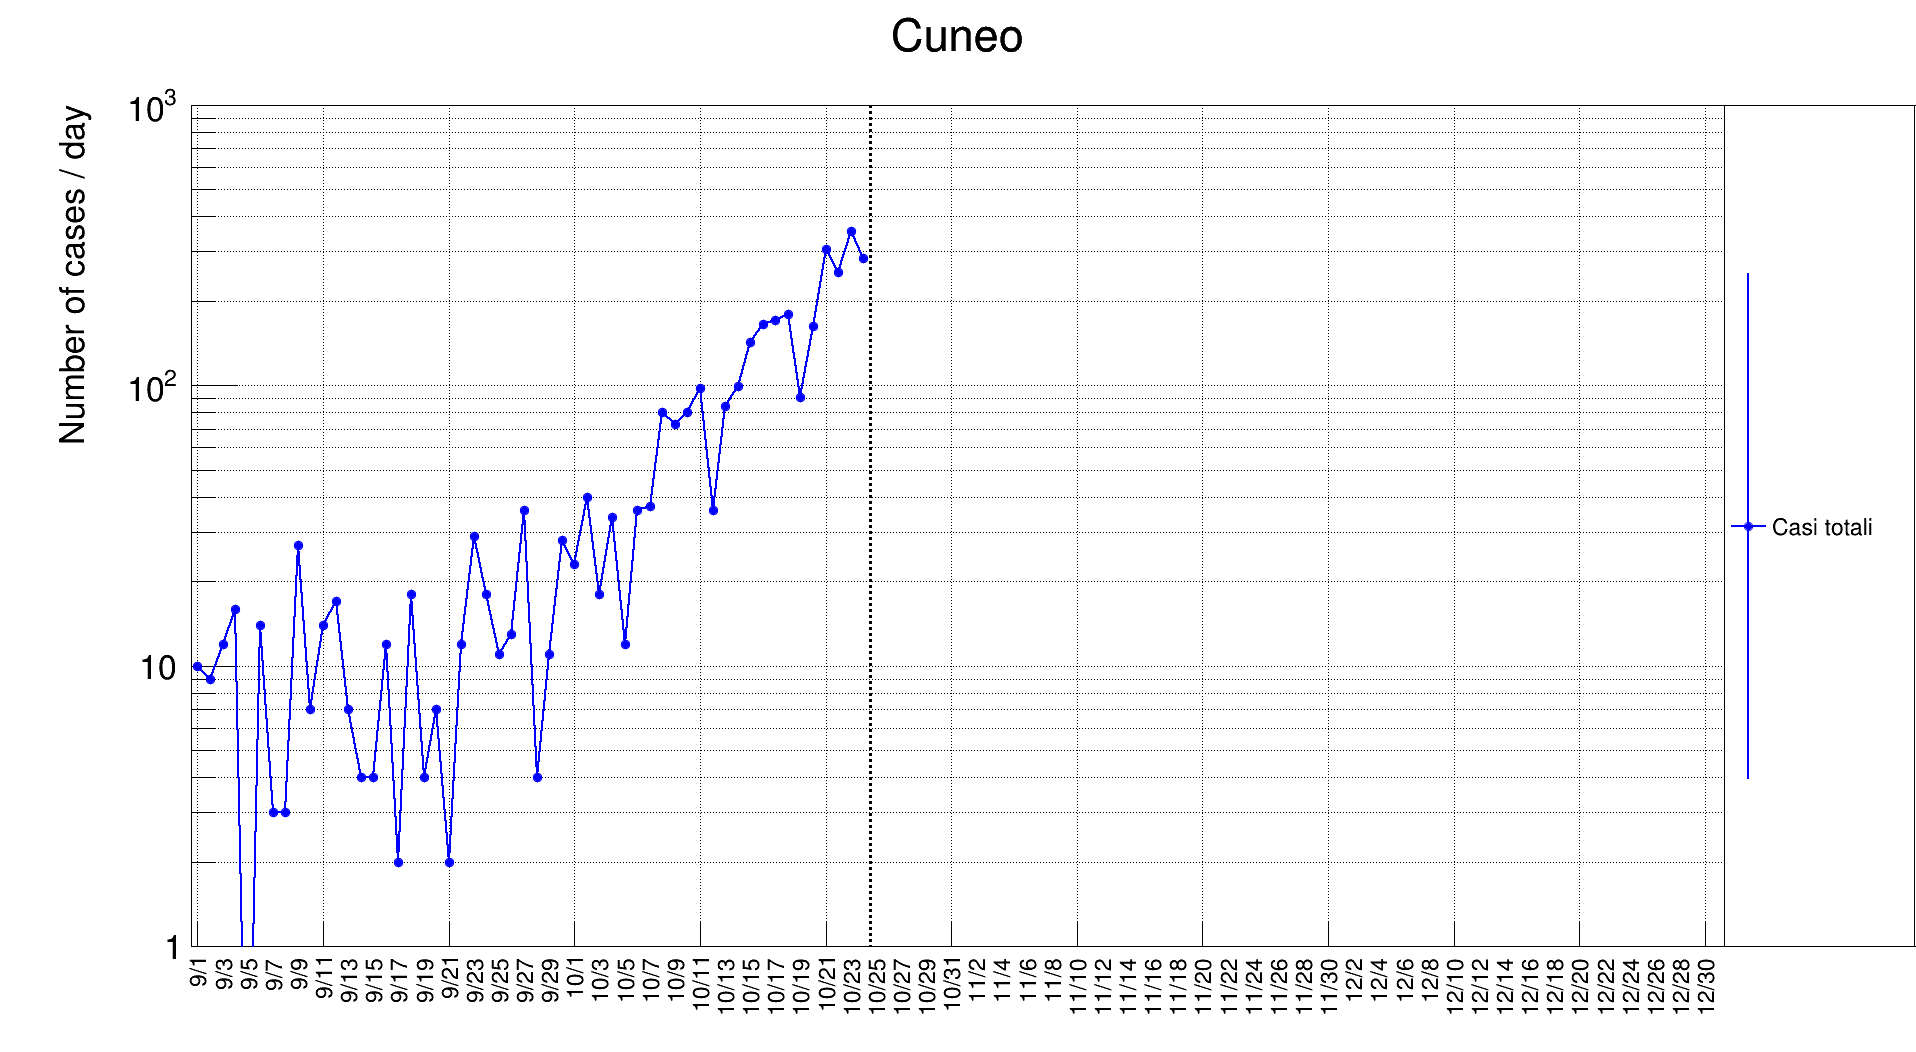 Cuneo
Number of cases / day
10³
10²
10
1
9/1 9/3 9/5 9/7 9/9 9/11 9/13 9/15 9/17 9/19 9/21 9/23 9/25 9/27 9/29 10/1 10/3 10/5 10/7 10/9 10/11 10/13 10/15 10/17 10/19 10/21 10/23 10/25 10/27 10/29 10/31 11/2 11/4 11/6 11/8 11/10 11/12 11/14 11/16 11/18 11/20 11/22 11/24 11/26 11/28 11/30 12/2 12/4 12/6 12/8 12/10 12/12 12/14 12/16 12/18 12/20 12/22 12/24 12/26 12/28 12/30
Casi totali